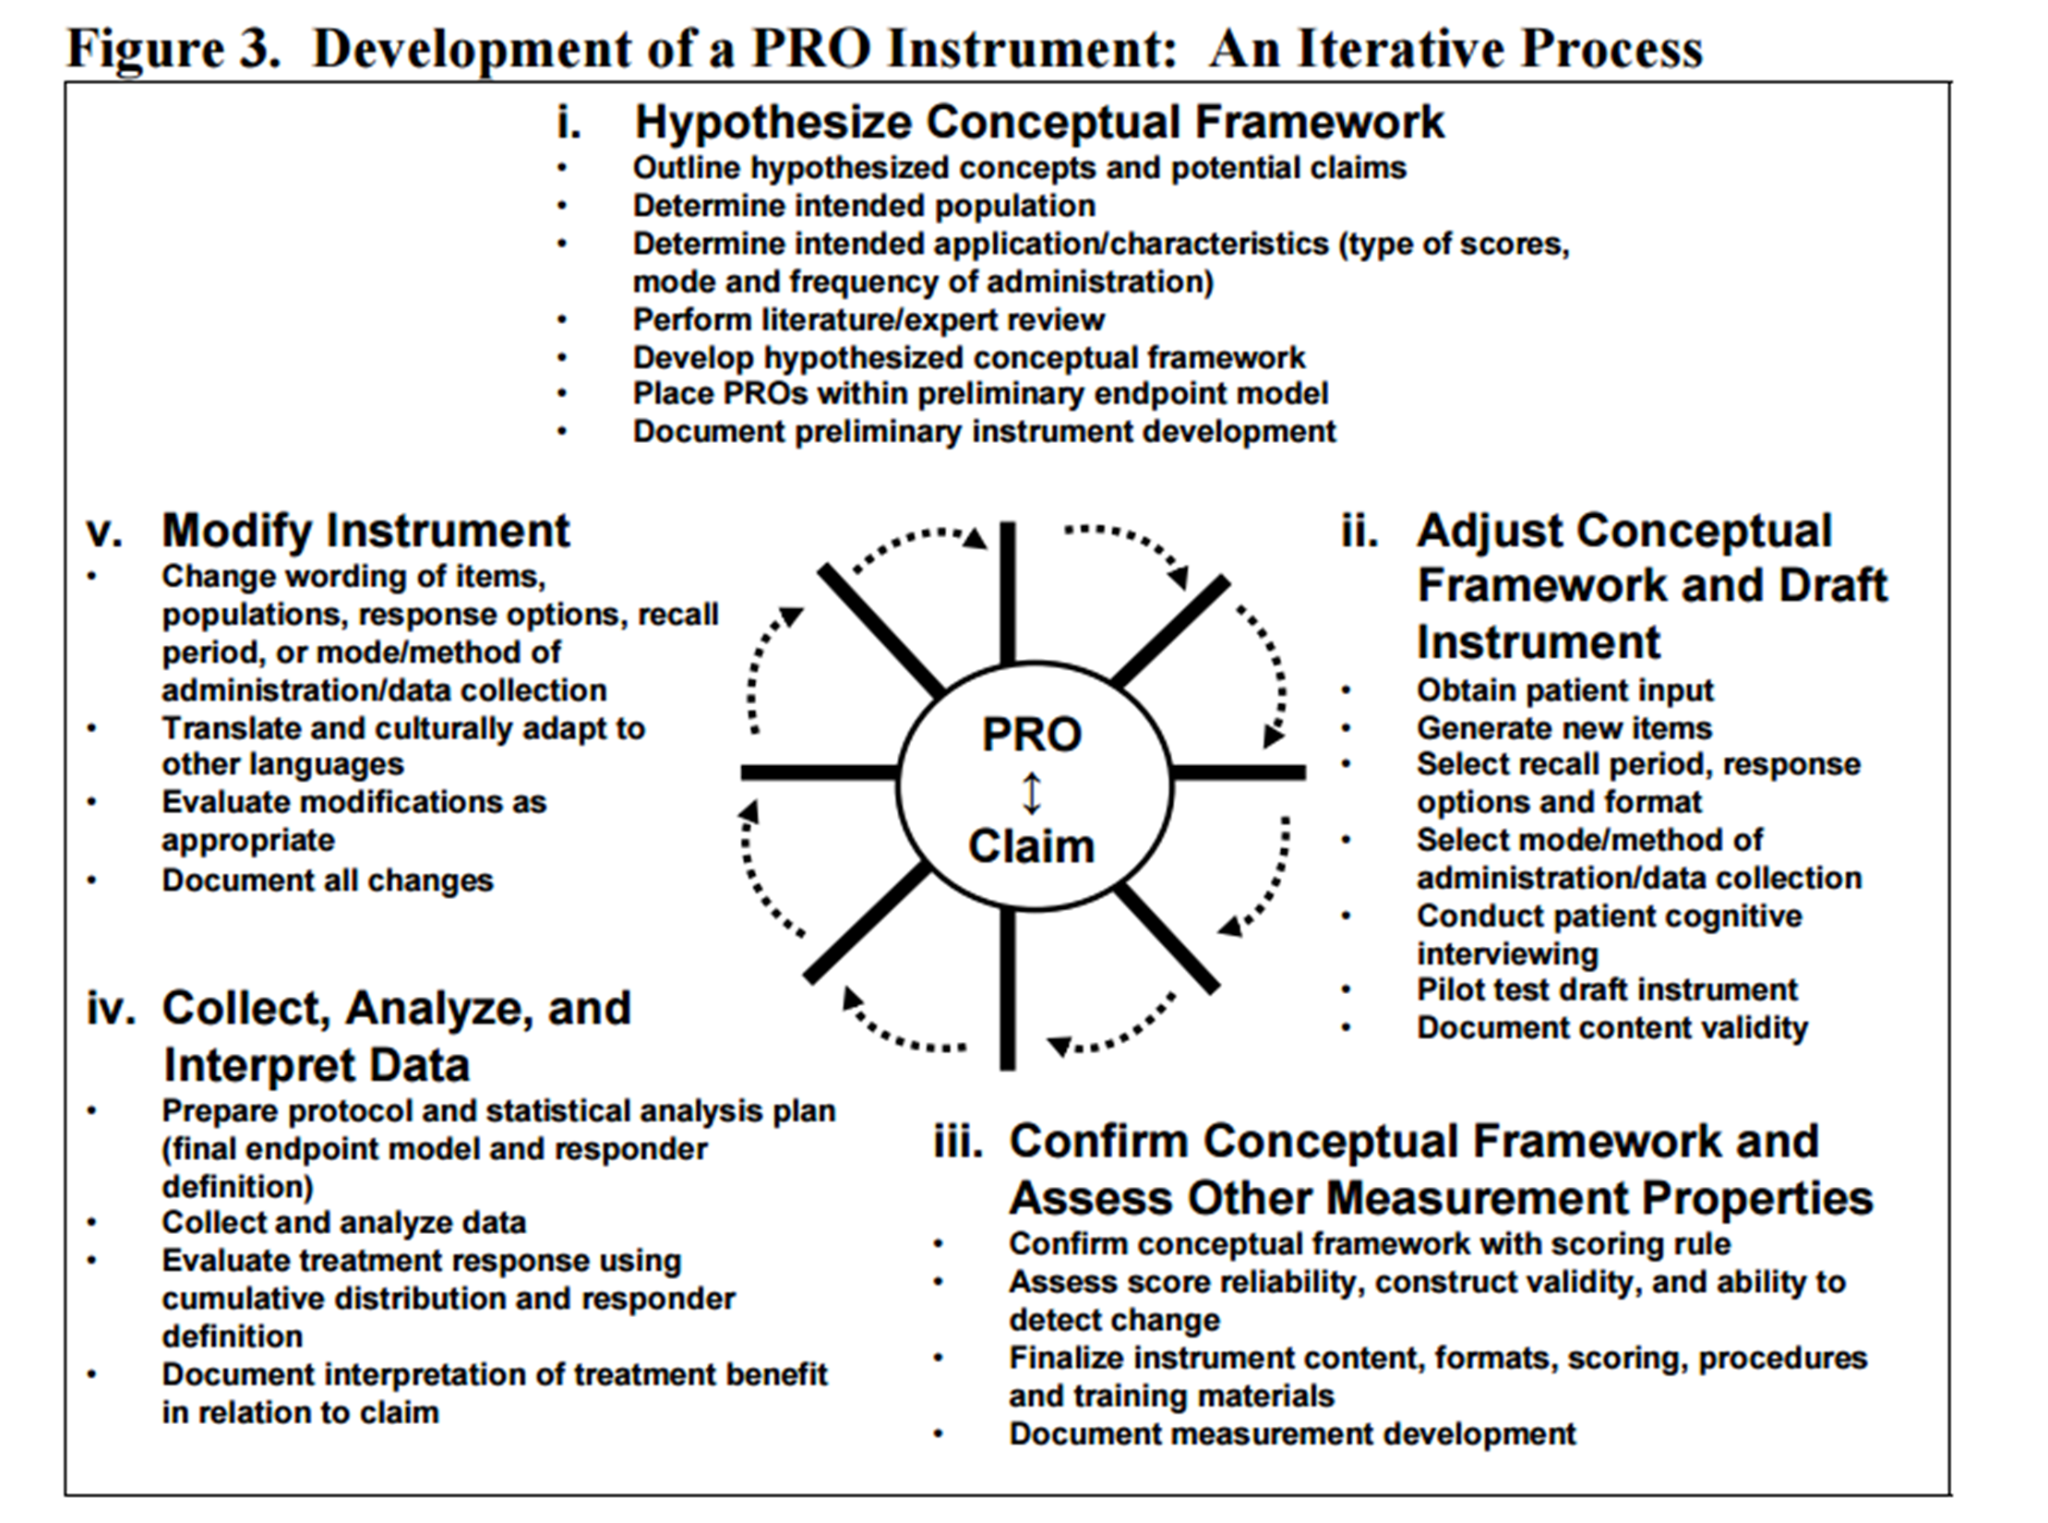 Figure 3.  Development of a PRO Instrument:  An Iterative Process
i. Hypothesize Conceptual Framework
• Outline hypothesized concepts and potential claims
• Determine intended population
• Determine intended application/characteristics (type of scores,
mode and frequency of administration)
• Perform literature/expert review
• Develop hypothesized conceptual framework
• Place PROs within preliminary endpoint model
• Document preliminary instrument development
ii. Adjust Conceptual
Framework and Draft
Instrument
• Obtain patient input
• Generate new items
• Select recall period, response
options and format
• Select mode/method of
administration/data collection
• Conduct patient cognitive
interviewing
• Pilot test draft instrument
• Document content validity
iii. Confirm Conceptual Framework and
Assess Other Measurement Properties
• Confirm conceptual framework with scoring rule
• Assess score reliability, construct validity, and ability to
detect change
• Finalize instrument content, formats, scoring, procedures
and training materials
• Document measurement development
iv. Collect, Analyze, and
Interpret Data
• Prepare protocol and statistical analysis plan
(final endpoint model and responder
definition)
• Collect and analyze data
• Evaluate treatment response using
cumulative distribution and responder
definition
• Document interpretation of treatment benefit
in relation to claim
v. Modify Instrument
• Change wording of items,
populations, response options, recall
period, or mode/method of
administration/data collection
• Translate and culturally adapt to
other languages
• Evaluate modifications as
appropriate
• Document all changes
PRO
↕
Claim